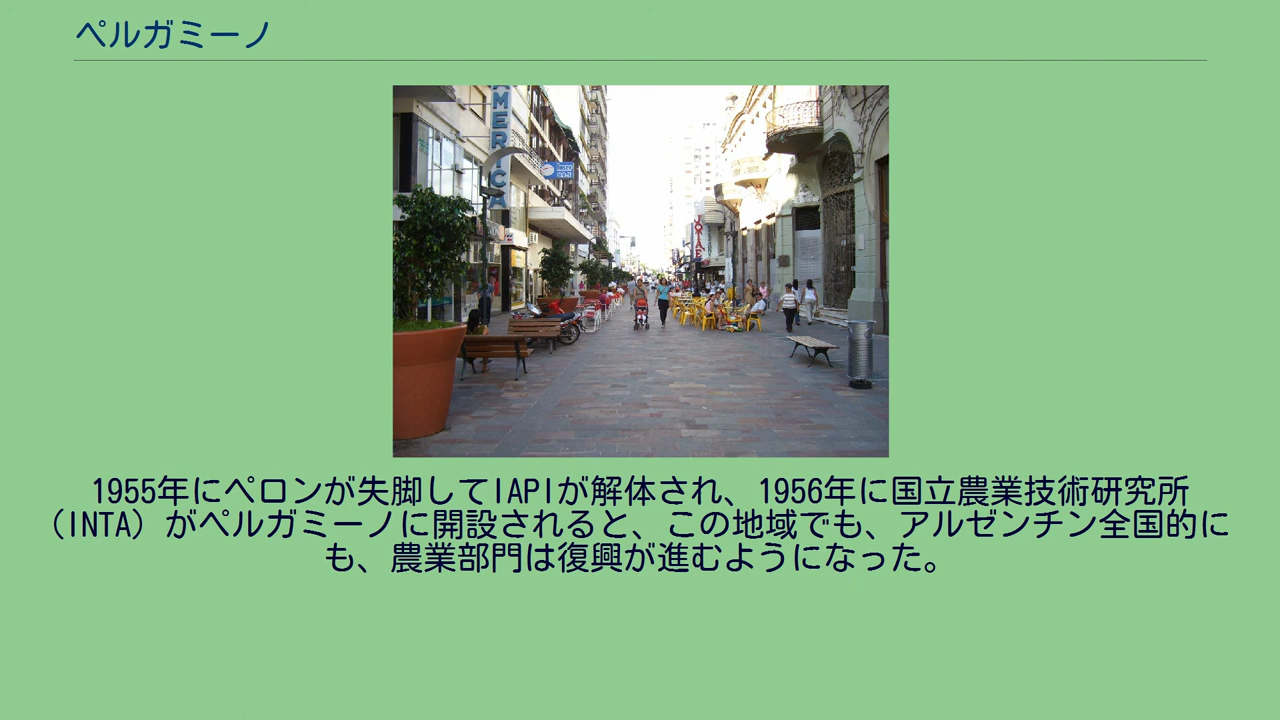 ペルガミーノ
AMERICA
1955年にペロンが失脚してIAPIが解体され、1956年に国立農業技術研究所
（INTA）がペルガミーノに開設されると、この地域でも、アルゼンチン全国的に
も、農業部門は復興が進むようになった。